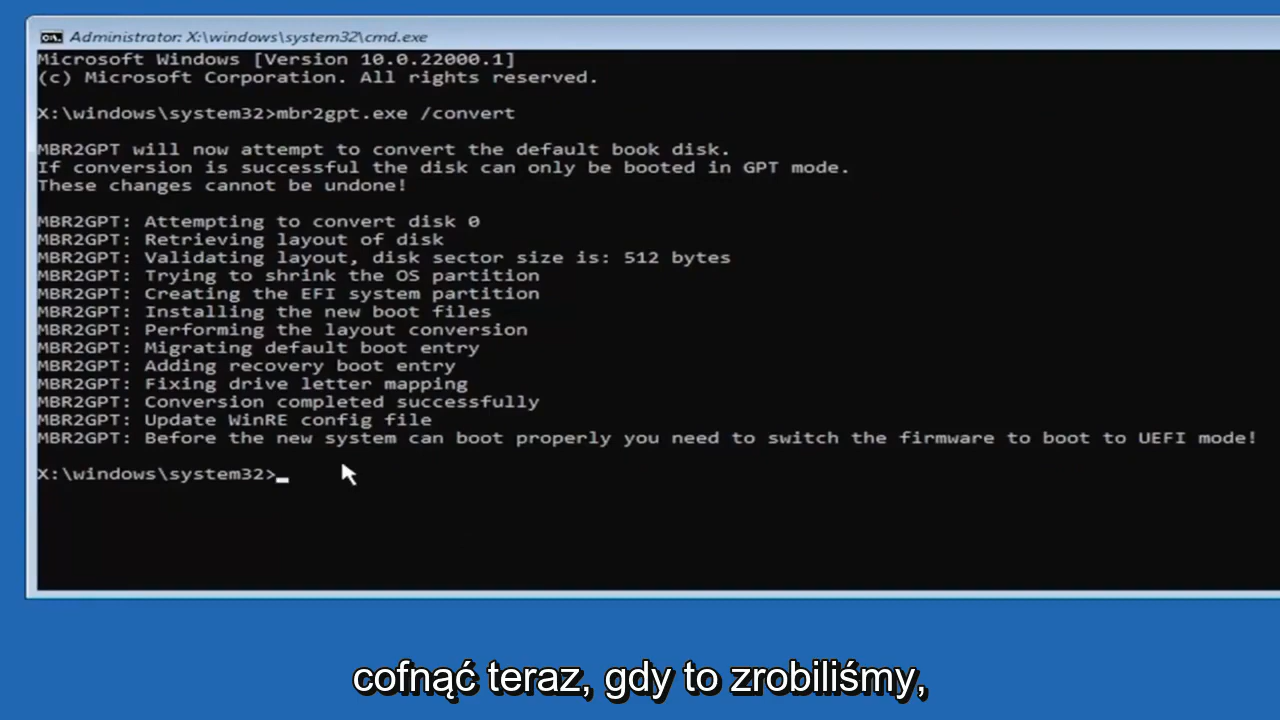 Administrator: X:\windows\system32\cmd.exe
Microsoft Windows [Version 10.0.22000.1]
(c) Microsoft Corporation. All rights reserved.
X:\windows\system32>mbr2gpt.exe /convert
MBR2GPT will now attempt to convert the default book disk.
If conversion is successful the disk can only be booted in GPT mode.
These changes cannot be undone!
MBR2GPT: Attempting to convert disk 0
MBR2GPT: Retrieving layout of disk
MBR2GPT: Validating layout, disk sector size is: 512 bytes
MBR2GPT: Trying to shrink the OS partition
MBR2GPT: Creating the EFI system partition
MBR2GPT: Installing the new boot files
MBR2GPT: Performing the layout conversion
MBR2GPT: Migrating default boot entry
MBR2GPT: Adding recovery boot entry
MBR2GPT: Fixing drive letter mapping
MBR2GPT: Conversion completed successfully
MBR2GPT: Update WinRE config file
MBR2GPT: Before the new system can boot properly you need to switch the firmware to boot to UEFI mode!
X:\windows\system32>_
cofnąć teraz, gdy to zrobiliśmy,